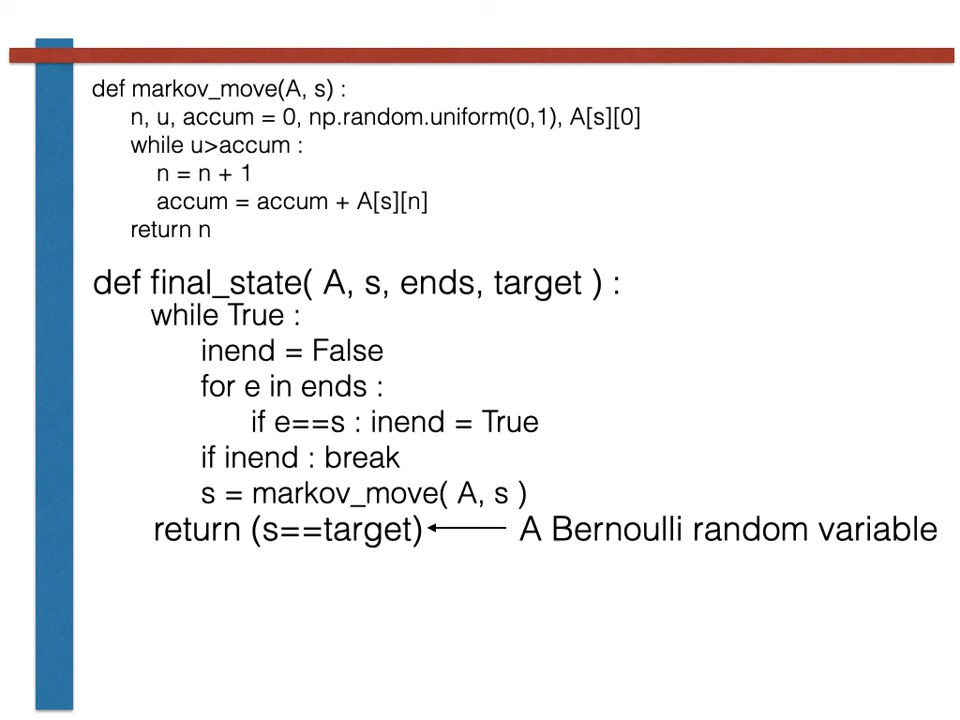 def markov_move(A, s) :
n, u, accum = 0, np.random.uniform(0,1), A[s][0]
while u>accum :
n = n + 1
accum = accum + A[s][n]
return n
def final_state( A, s, ends, target ) :
while True :
inend = False
for e in ends :
if e==s : inend = True
if inend : break
s = markov_move( A, s )
return (s==target) A Bernoulli random variable